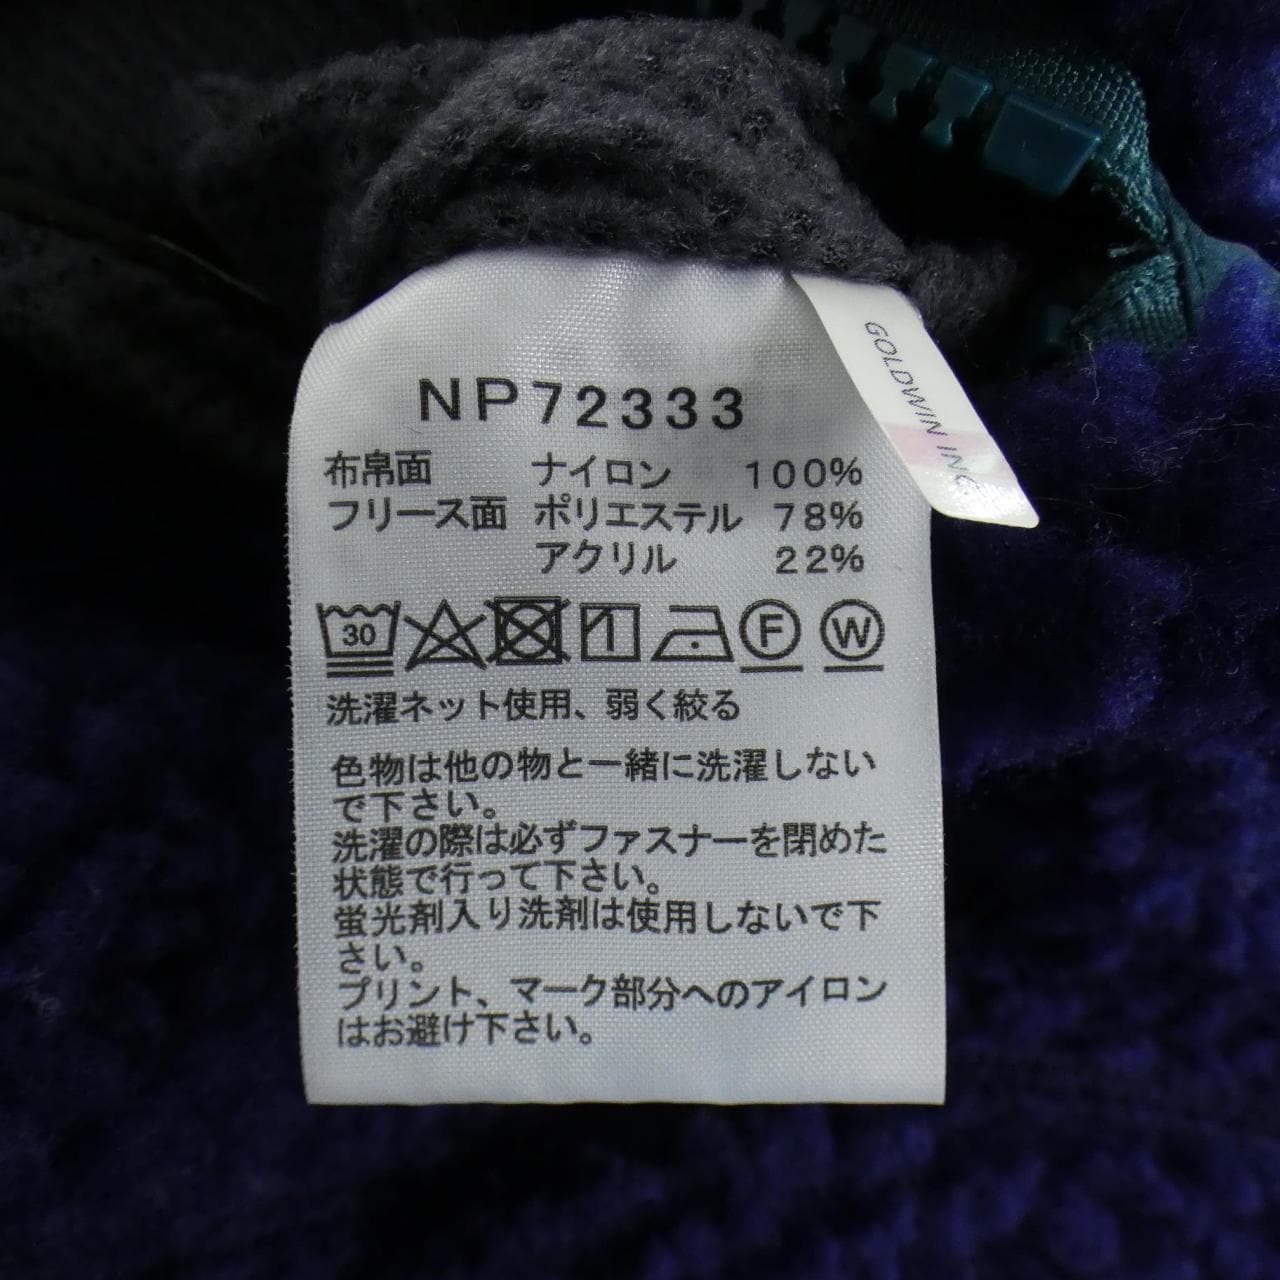 GOLDWIN INC
NP72333
布帛面 ナイロン 100%
フリース面 ポリエステル 78%
アクリル 22%
30 F W
洗濯ネット使用、弱く絞る
色物は他の物と一緒に洗濯しない
で下さい。
洗濯の際は必ずファスナーを閉めた
状態で行って下さい。
蛍光剤入り洗剤は使用しないで下
さい。
プリント、マーク部分へのアイロン
はお避け下さい。